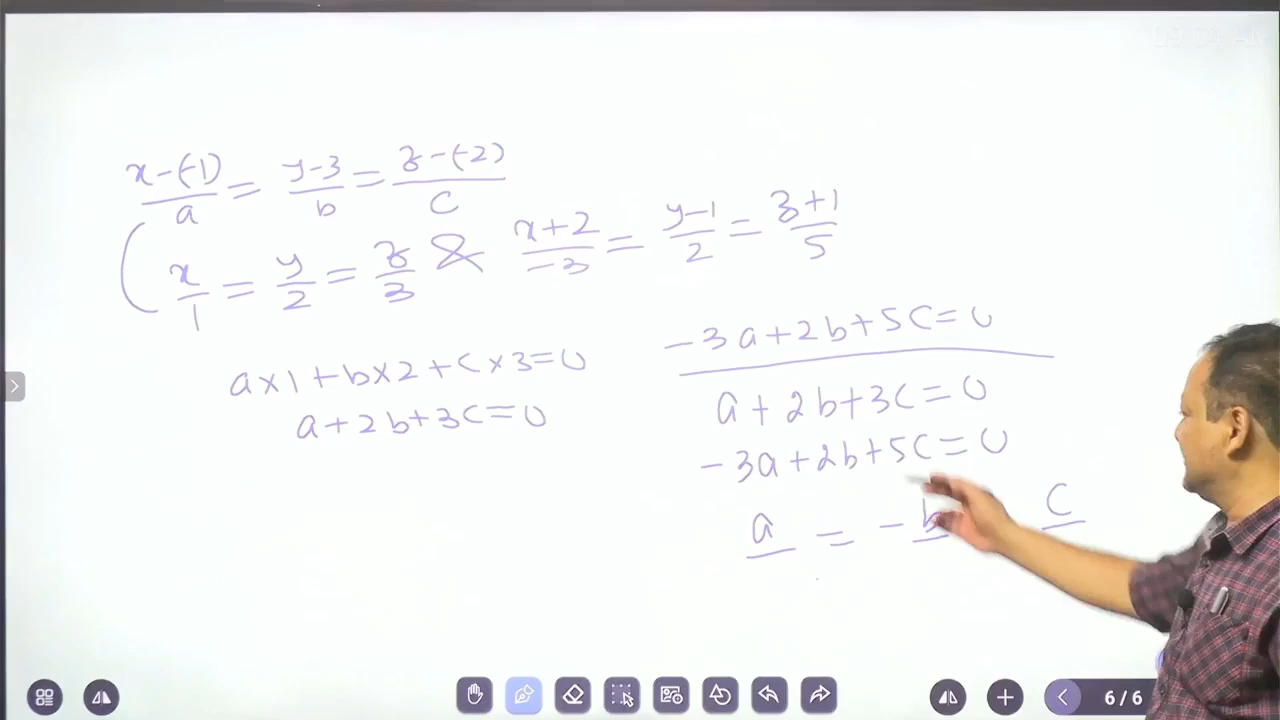 x-(-1)/a = y-3/b = z-(-2)/c
x/1 = y/2 = z/3 & x+2/-3 = y-1/2 = z+1/5
a×1+b×2+c×3=0
a+2b+3c=0
-3a+2b+5c=0
a+2b+3c=0
-3a+2b+5c=0
a = -b c
6/6